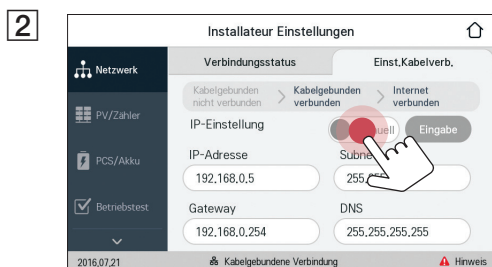 2
Installateur Einstellungen
Netzwerk
PV/Zähler
PCS/Akku
Betriebstest
Verbindungsstatus
Einst.Kabelverb.
Kabelgebunden
nicht verbunden
Kabelgebunden
verbunden
Internet
verbunden
IP-Einstellung
Eingabe
IP-Adresse
192.168.0.5
Gateway
192.168.0.254
DNS
255.255.255.255
2016.07.21
Kabelgebundene Verbindung
Hinweis